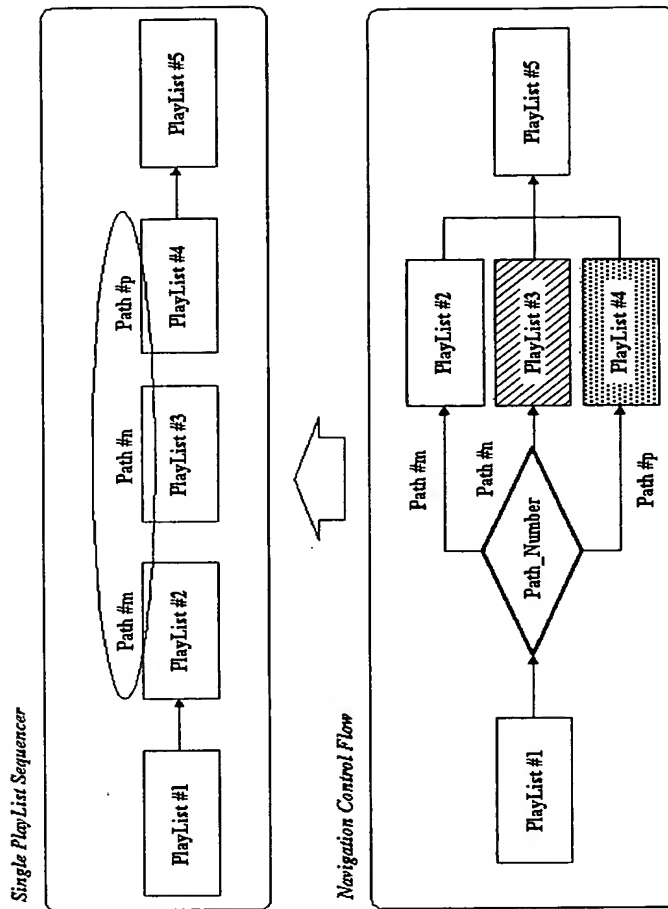 Single PlayList Sequencer
Path #m
Path #n
Path #p
PlayList #1
PlayList #2
PlayList #3
PlayList #4
PlayList #5
Navigation Control Flow
PlayList #1
Path_Number
Path #m
Path #n
Path #p
PlayList #2
PlayList #3
PlayList #4
PlayList #5